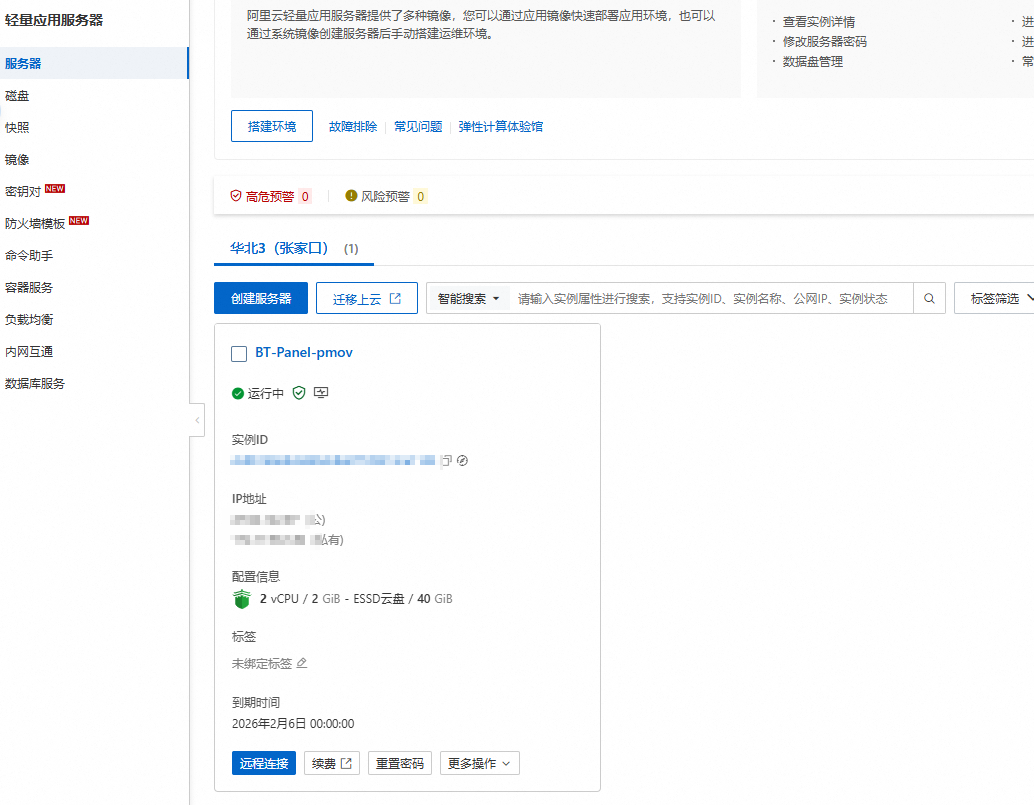 轻量应用服务器
服务器
磁盘
快照
镜像
密钥对 NEW
防火墙模板 NEW
命令助手
容器服务
负载均衡
内网互通
数据库服务
阿里云轻量应用服务器提供了多种镜像，您可以通过应用镜像快速部署应用环境，也可以
通过系统镜像创建服务器后手动搭建运维环境。
· 查看实例详情
· 修改服务器密码
· 数据盘管理
· 进
· 进
· 常
搭建环境 故障排除 常见问题 弹性计算体验馆
高危预警 0 风险预警 0
华北3（张家口） (1)
创建服务器 迁移上云 智能搜索 请输入实例属性进行搜索，支持实例ID、实例名称、公网IP、实例状态 标签筛选
BT-Panel-pmov
运行中
实例ID
IP地址
公)
私有)
配置信息
2 vCPU / 2 GiB - ESSD云盘 / 40 GiB
标签
未绑定标签
到期时间
2026年2月6日 00:00:00
远程连接 续费 重置密码 更多操作